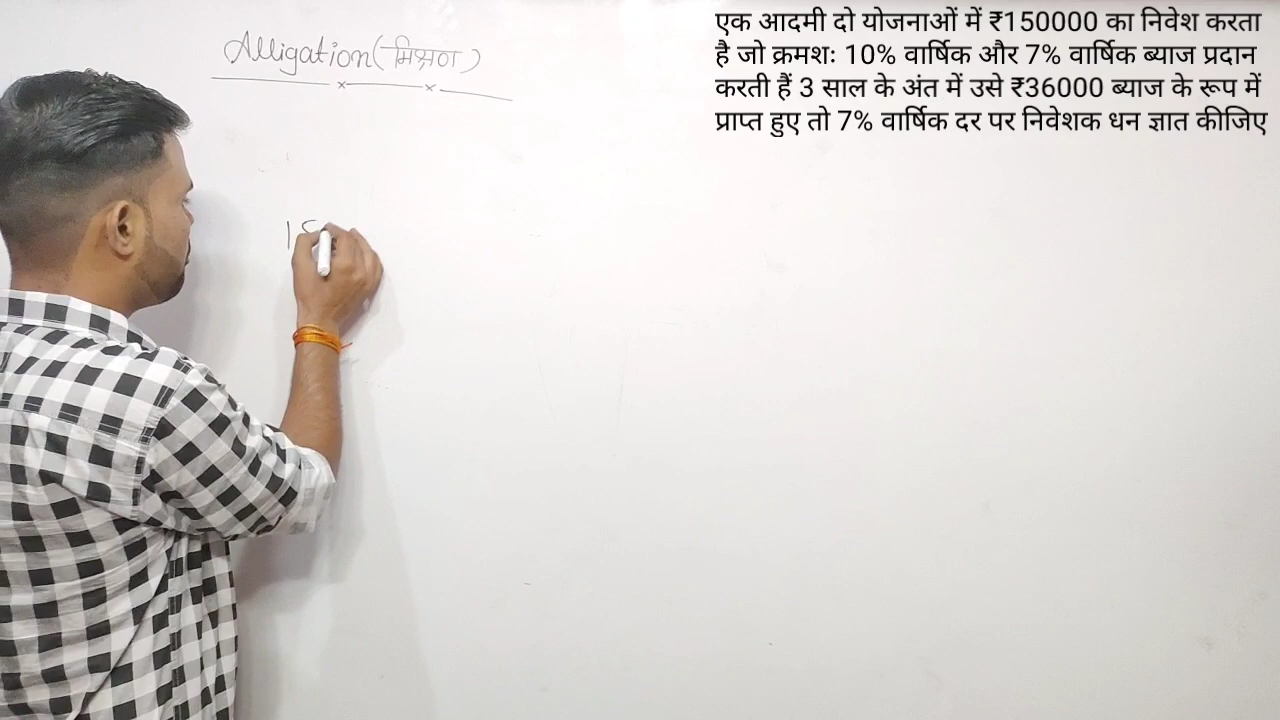 Alligation (मिश्रण)
एक आदमी दो योजनाओं में ₹150000 का निवेश करता
है जो क्रमशः 10% वार्षिक और 7% वार्षिक ब्याज प्रदान
करती हैं 3 साल के अंत में उसे ₹36000 ब्याज के रूप में
प्राप्त हुए तो 7% वार्षिक दर पर निवेशक धन ज्ञात कीजिए
15